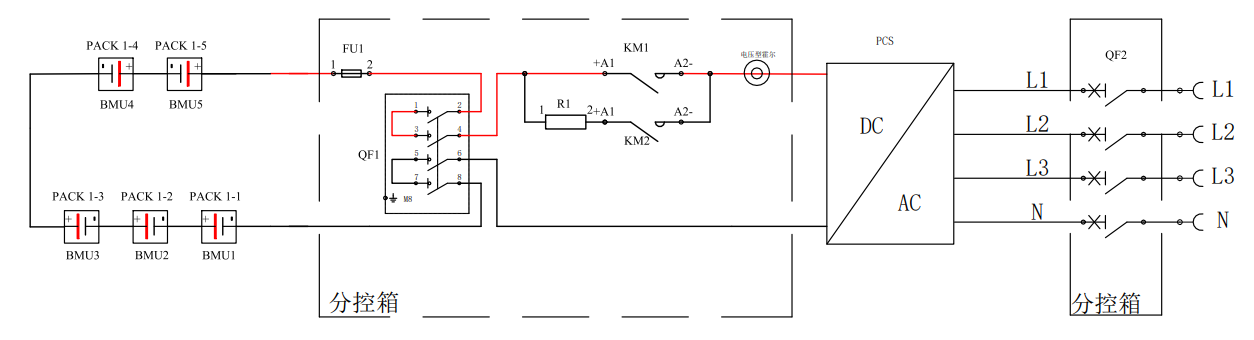 PACK 1-4
PACK 1-5
BMU4
BMU5
PACK 1-3
PACK 1-2
PACK 1-1
BMU3
BMU2
BMU1
FU1
1
2
QF1
1
2
3
4
5
6
7
8
M8
KM1
+A1
A2-
R1
1
2
+A1
A2-
KM2
电压型霍尔
分控箱
PCS
DC
AC
L1
L2
L3
N
QF2
L1
L2
L3
N
分控箱